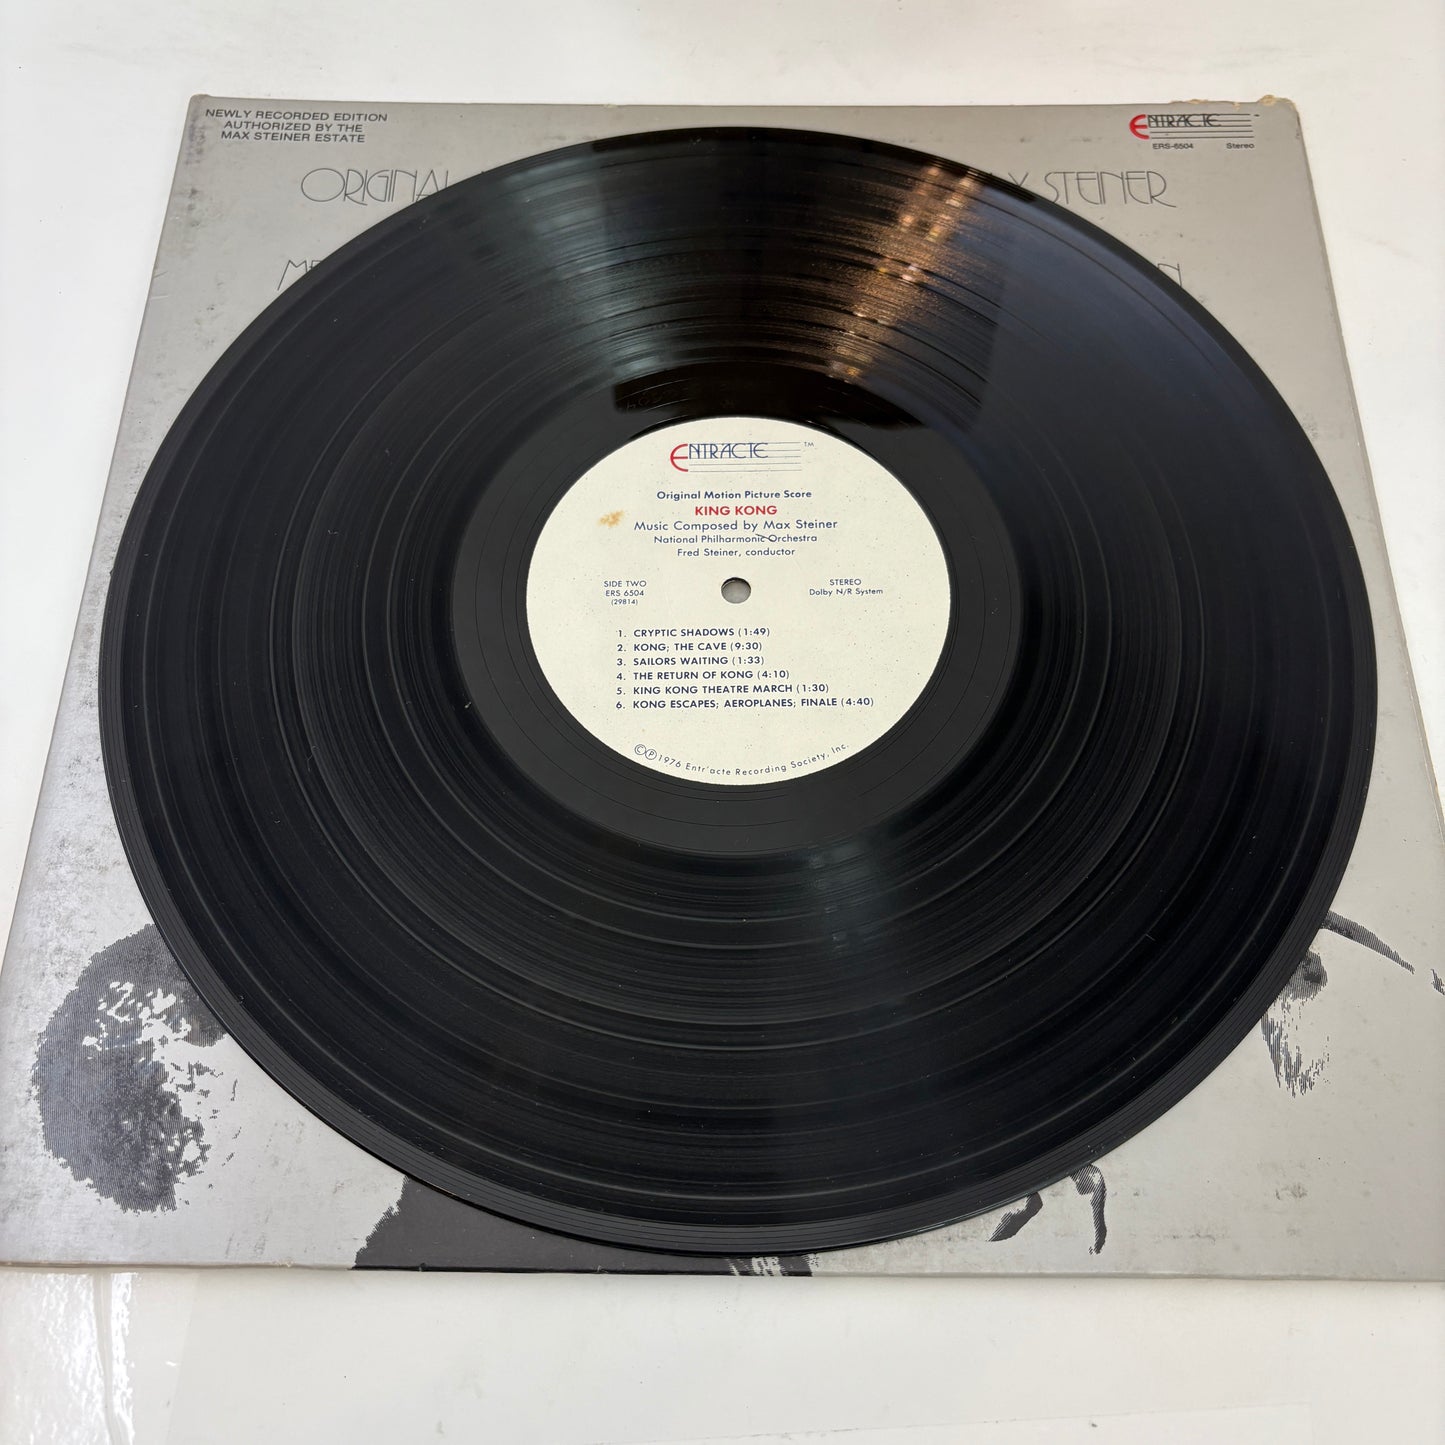 NEWLY RECORDED EDITION
AUTHORIZED BY THE
MAX STEINER ESTATE
ENTRACTE
ERS-6504 Stereo
ORIGINAL
STEINER
ENTRACTE ™
Original Motion Picture Score
KING KONG
Music Composed by Max Steiner
National Philharmonic Orchestra
Fred Steiner, conductor
SIDE TWO
ERS 6504
(29814)
STEREO
Dolby N/R System
1. CRYPTIC SHADOWS (1:49)
2. KONG; THE CAVE (9:30)
3. SAILORS WAITING (1:33)
4. THE RETURN OF KONG (4:10)
5. KING KONG THEATRE MARCH (1:30)
6. KONG ESCAPES; AEROPLANES; FINALE (4:40)
©℗1976 Entr'acte Recording Society, Inc.